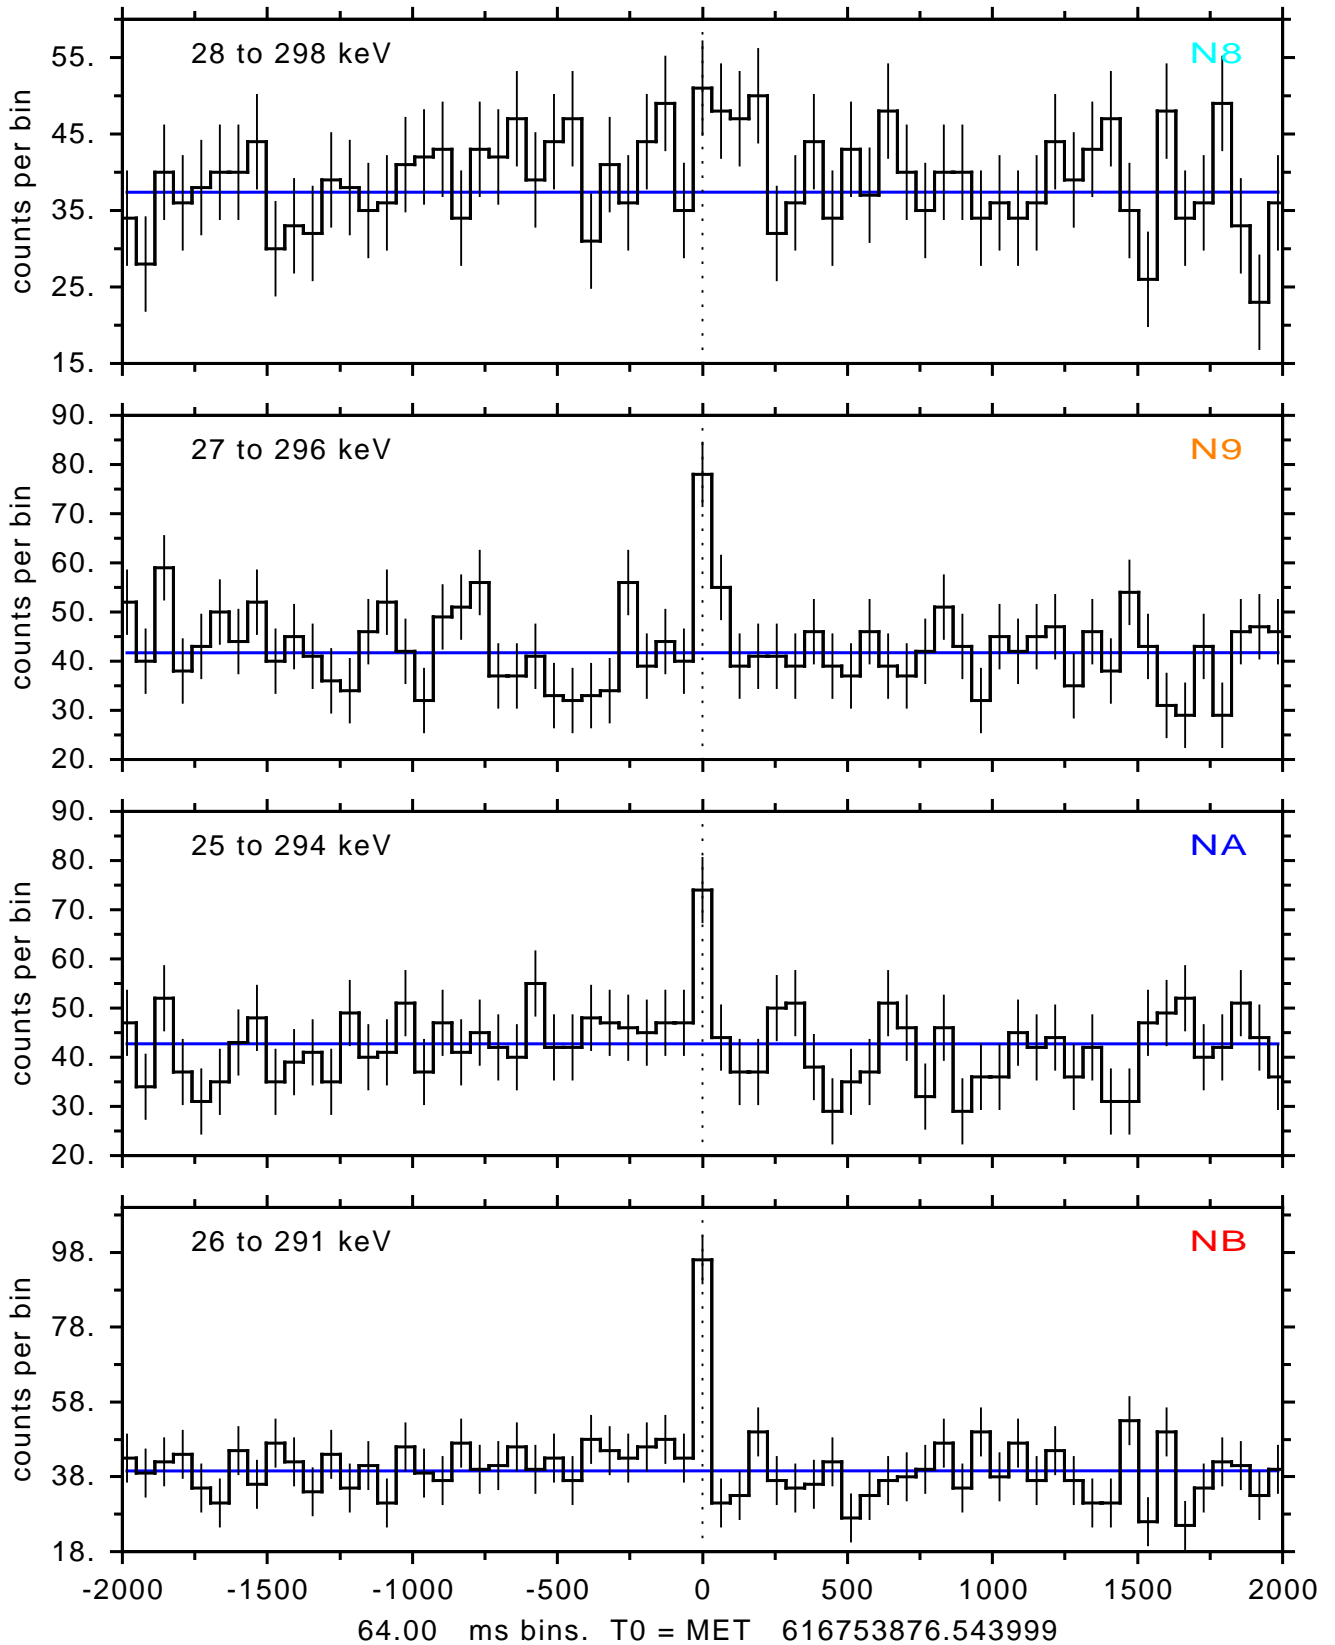 28 to 298 keV N8
55.
45.
35.
25.
15.
counts per bin
27 to 296 keV N9
90.
80.
70.
60.
50.
40.
30.
20.
counts per bin
25 to 294 keV NA
90.
80.
70.
60.
50.
40.
30.
20.
counts per bin
26 to 291 keV NB
98.
78.
58.
38.
18.
counts per bin
-2000 -1500 -1000 -500 0 500 1000 1500 2000
64.00 ms bins. T0 = MET 616753876.543999